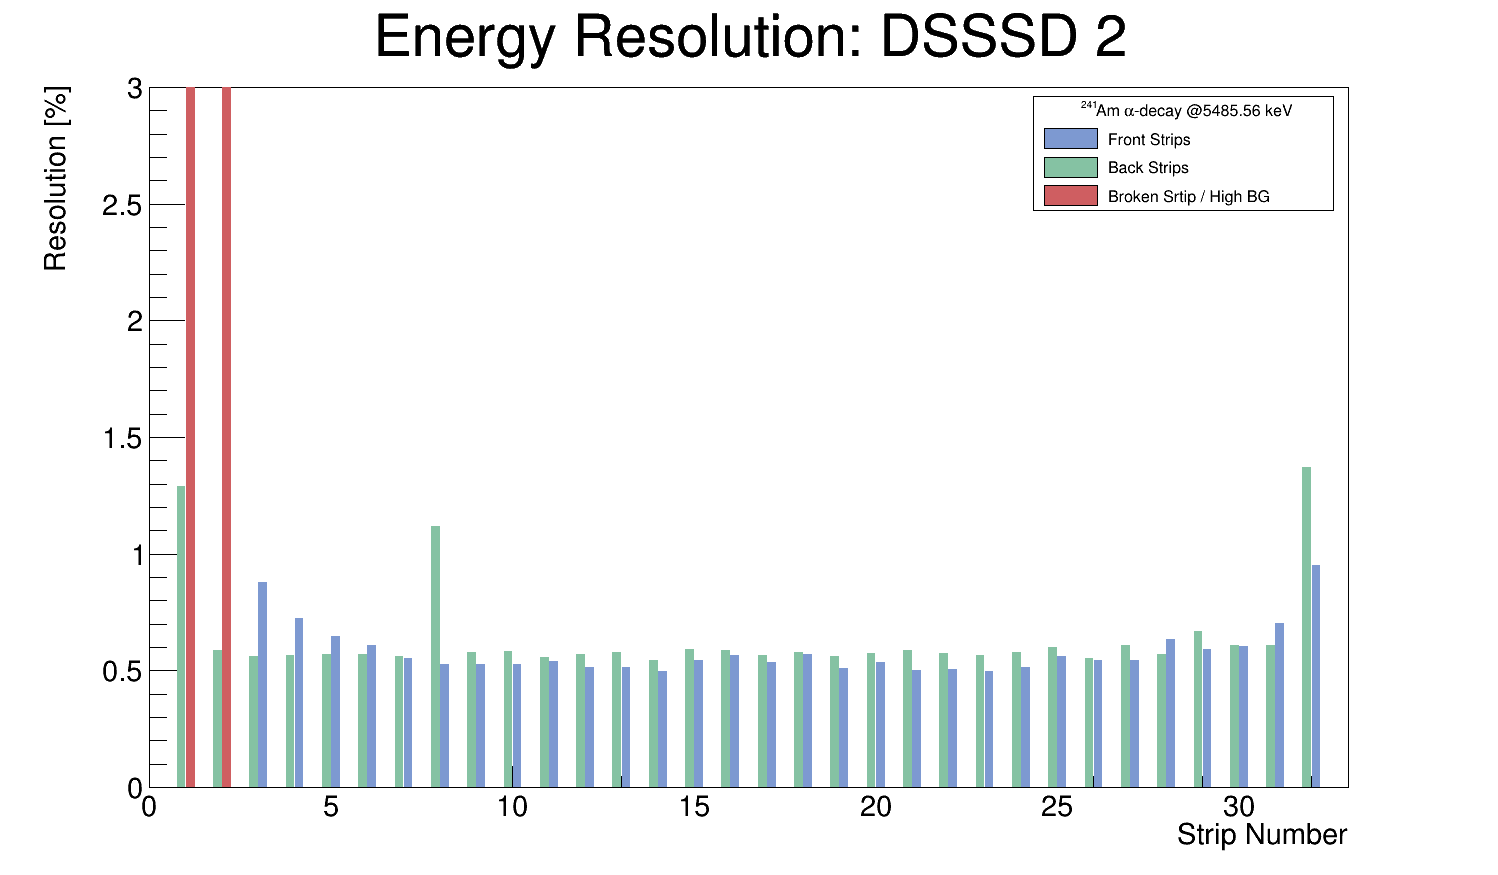 Energy Resolution: DSSSD 2
Resolution [%]
3
2.5
2
1.5
1
0.5
0
241Am α-decay @5485.56 keV
Front Strips
Back Strips
Broken Srtip / High BG
0 5 10 15 20 25 30
Strip Number